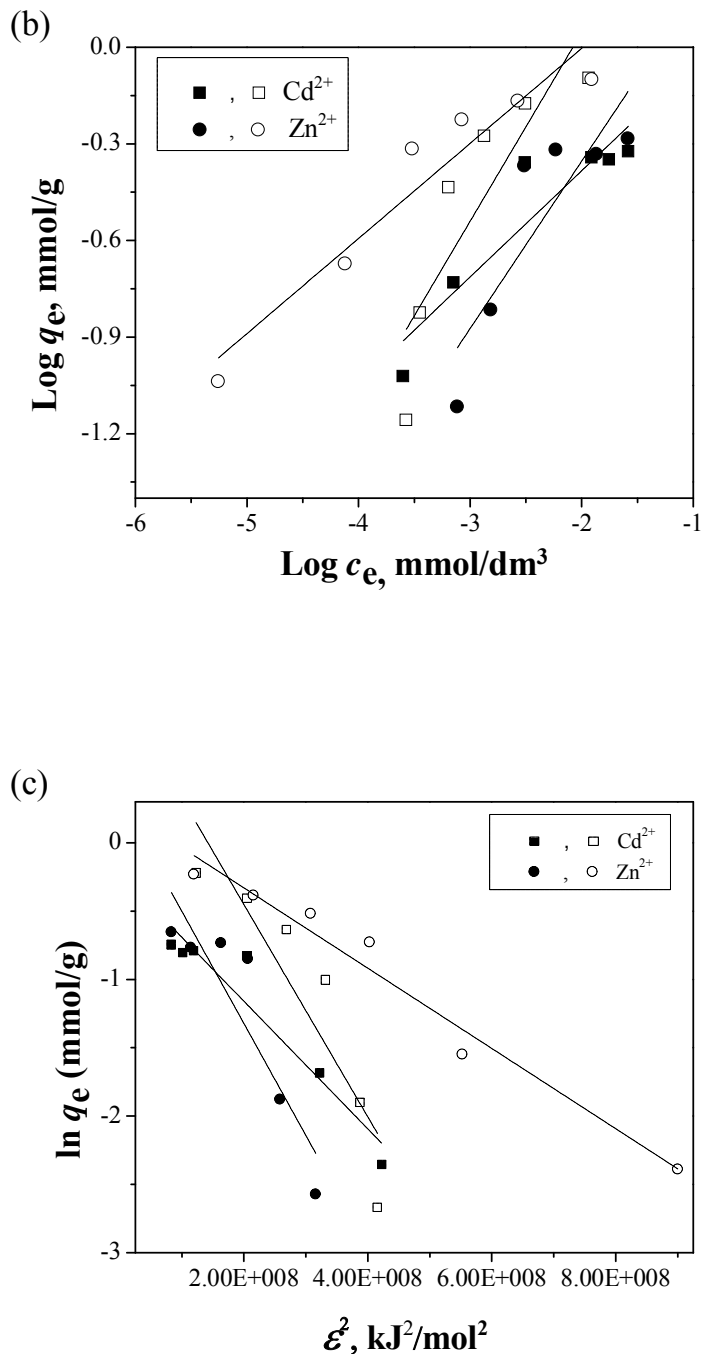 (b)
0.0
-0.3
-0.6
-0.9
-1.2
■ , □ Cd²⁺
● , ○ Zn²⁺
Log qe, mmol/g
-6 -5 -4 -3 -2 -1
Log ce, mmol/dm³
(c)
0
-1
-2
-3
■ , □ Cd²⁺
● , ○ Zn²⁺
ln qe (mmol/g)
2.00E+008 4.00E+008 6.00E+008 8.00E+008
ε², kJ²/mol²